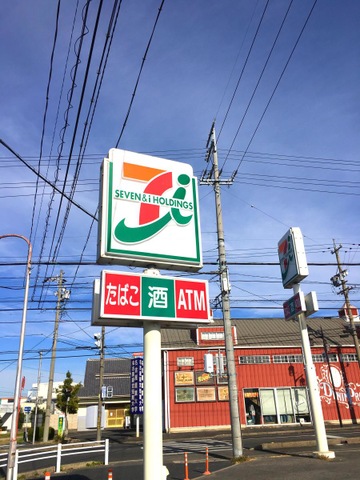 SEVEN&i HOLDINGS
たばこ 酒 ATM